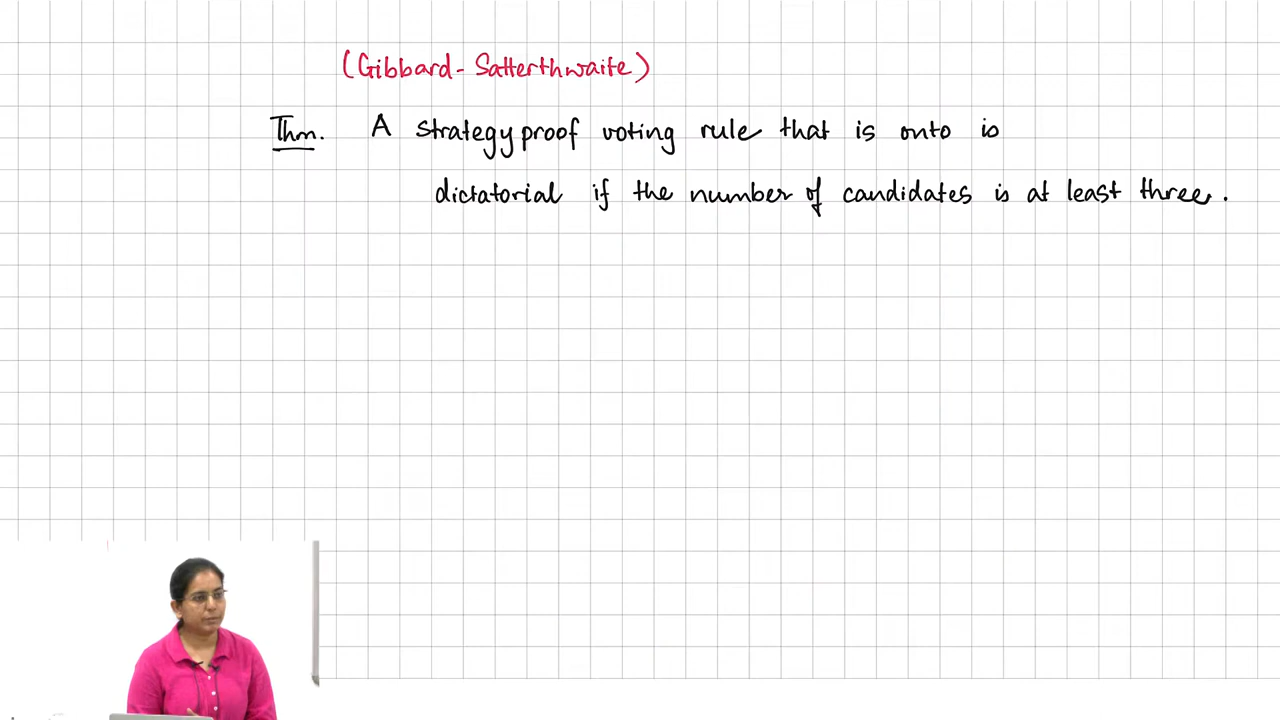 (Gibbard-Satterthwaite)
Thm. A strategyproof voting rule that is onto is
dictatorial if the number of candidates is at least three.